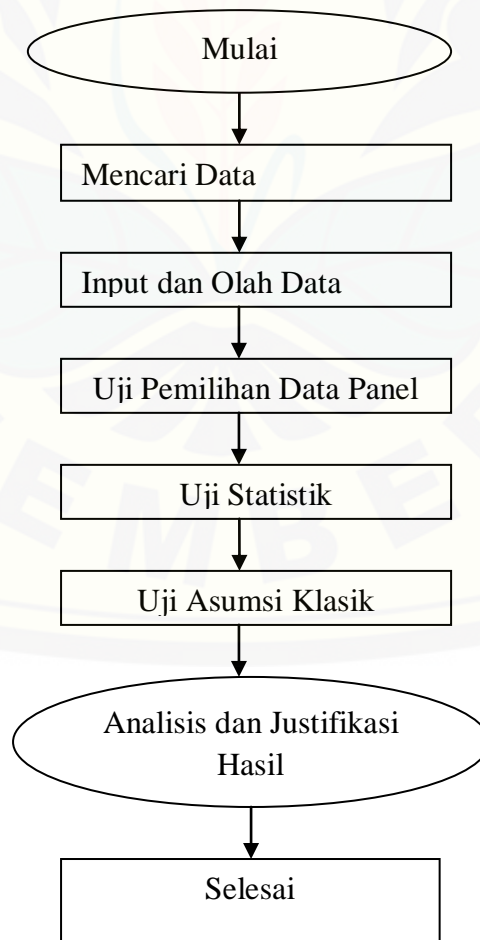 Mulai
Mencari Data
Input dan Olah Data
Uji Pemilihan Data Panel
Uji Statistik
Uji Asumsi Klasik
Analisis dan Justifikasi
Hasil
Selesai